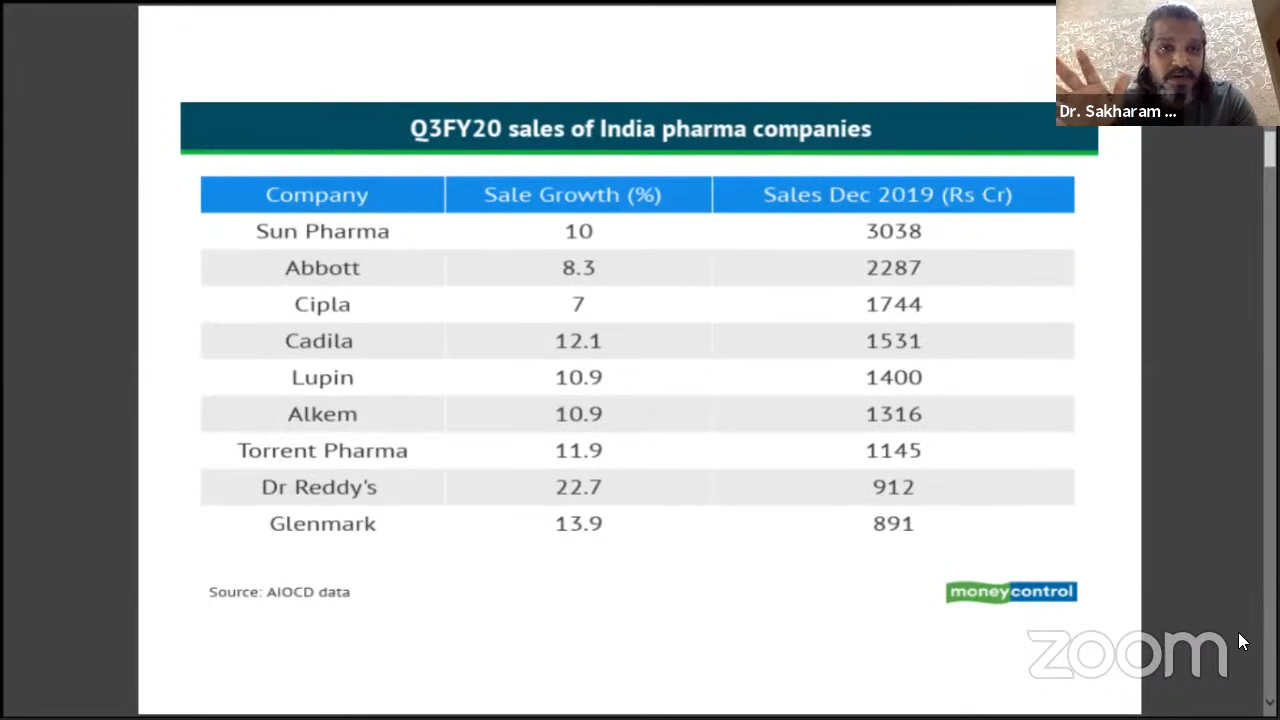 Q3FY20 sales of India pharma companies
Dr. Sakharam ...
Company Sale Growth (%) Sales Dec 2019 (Rs Cr)
Sun Pharma 10 3038
Abbott 8.3 2287
Cipla 7 1744
Cadila 12.1 1531
Lupin 10.9 1400
Alkem 10.9 1316
Torrent Pharma 11.9 1145
Dr Reddy's 22.7 912
Glenmark 13.9 891
Source: AIOCD data
moneycontrol
zoom